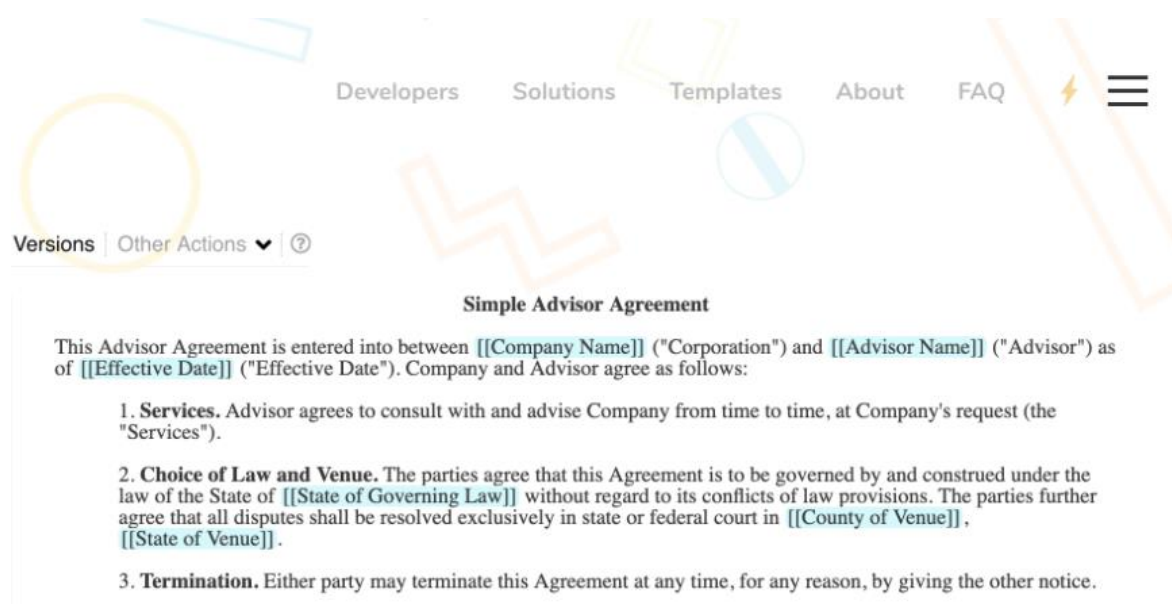 Developers Solutions Templates About FAQ
Versions Other Actions
Simple Advisor Agreement
This Advisor Agreement is entered into between [[Company Name]] ("Corporation") and [[Advisor Name]] ("Advisor") as
of [[Effective Date]] ("Effective Date"). Company and Advisor agree as follows:
1. Services. Advisor agrees to consult with and advise Company from time to time, at Company's request (the
"Services").
2. Choice of Law and Venue. The parties agree that this Agreement is to be governed by and construed under the
law of the State of [[State of Governing Law]] without regard to its conflicts of law provisions. The parties further
agree that all disputes shall be resolved exclusively in state or federal court in [[County of Venue]],
[[State of Venue]].
3. Termination. Either party may terminate this Agreement at any time, for any reason, by giving the other notice.